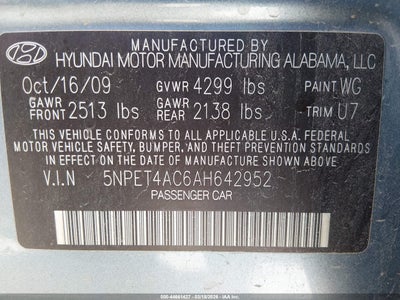 MANUFACTURED BY
HYUNDAI MOTOR MANUFACTURING ALABAMA, LLC
Oct/16/09 GVWR 4299 lbs PAINT WG
GAWR FRONT 2513 lbs GAWR REAR 2138 lbs TRIM U7
THIS VEHICLE CONFORMS TO ALL APPLICABLE U.S.A. FEDERAL
MOTOR VEHICLE SAFETY, BUMPER, AND THEFT PREVENTION
STANDARDS IN EFFECT ON THE DATE OF MANUFACTURE SHOWN ABOVE.
V.I.N 5NPET4AC6AH642952
PASSENGER CAR